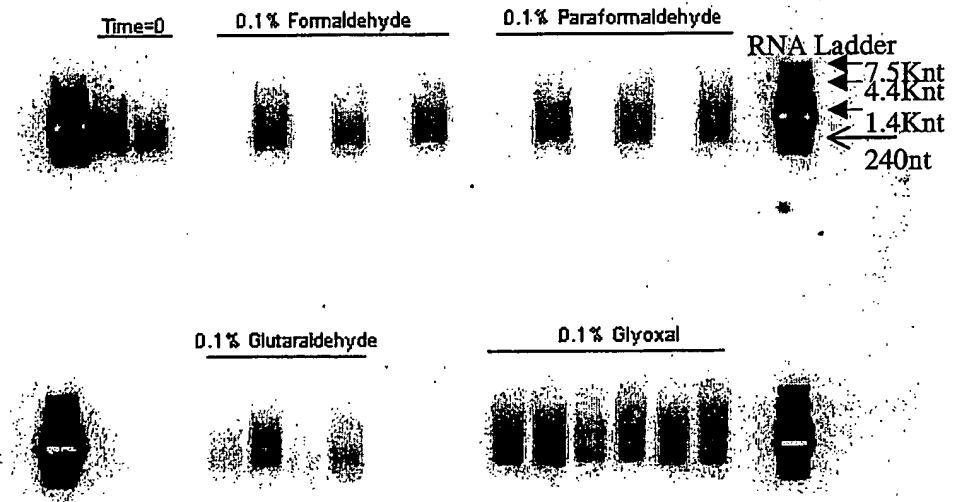 Time=0
0.1% Formaldehyde
0.1% Paraformaldehyde
RNA Ladder
7.5Knt
4.4Knt
1.4Knt
240nt
0.1% Glutaraldehyde
0.1% Glyoxal